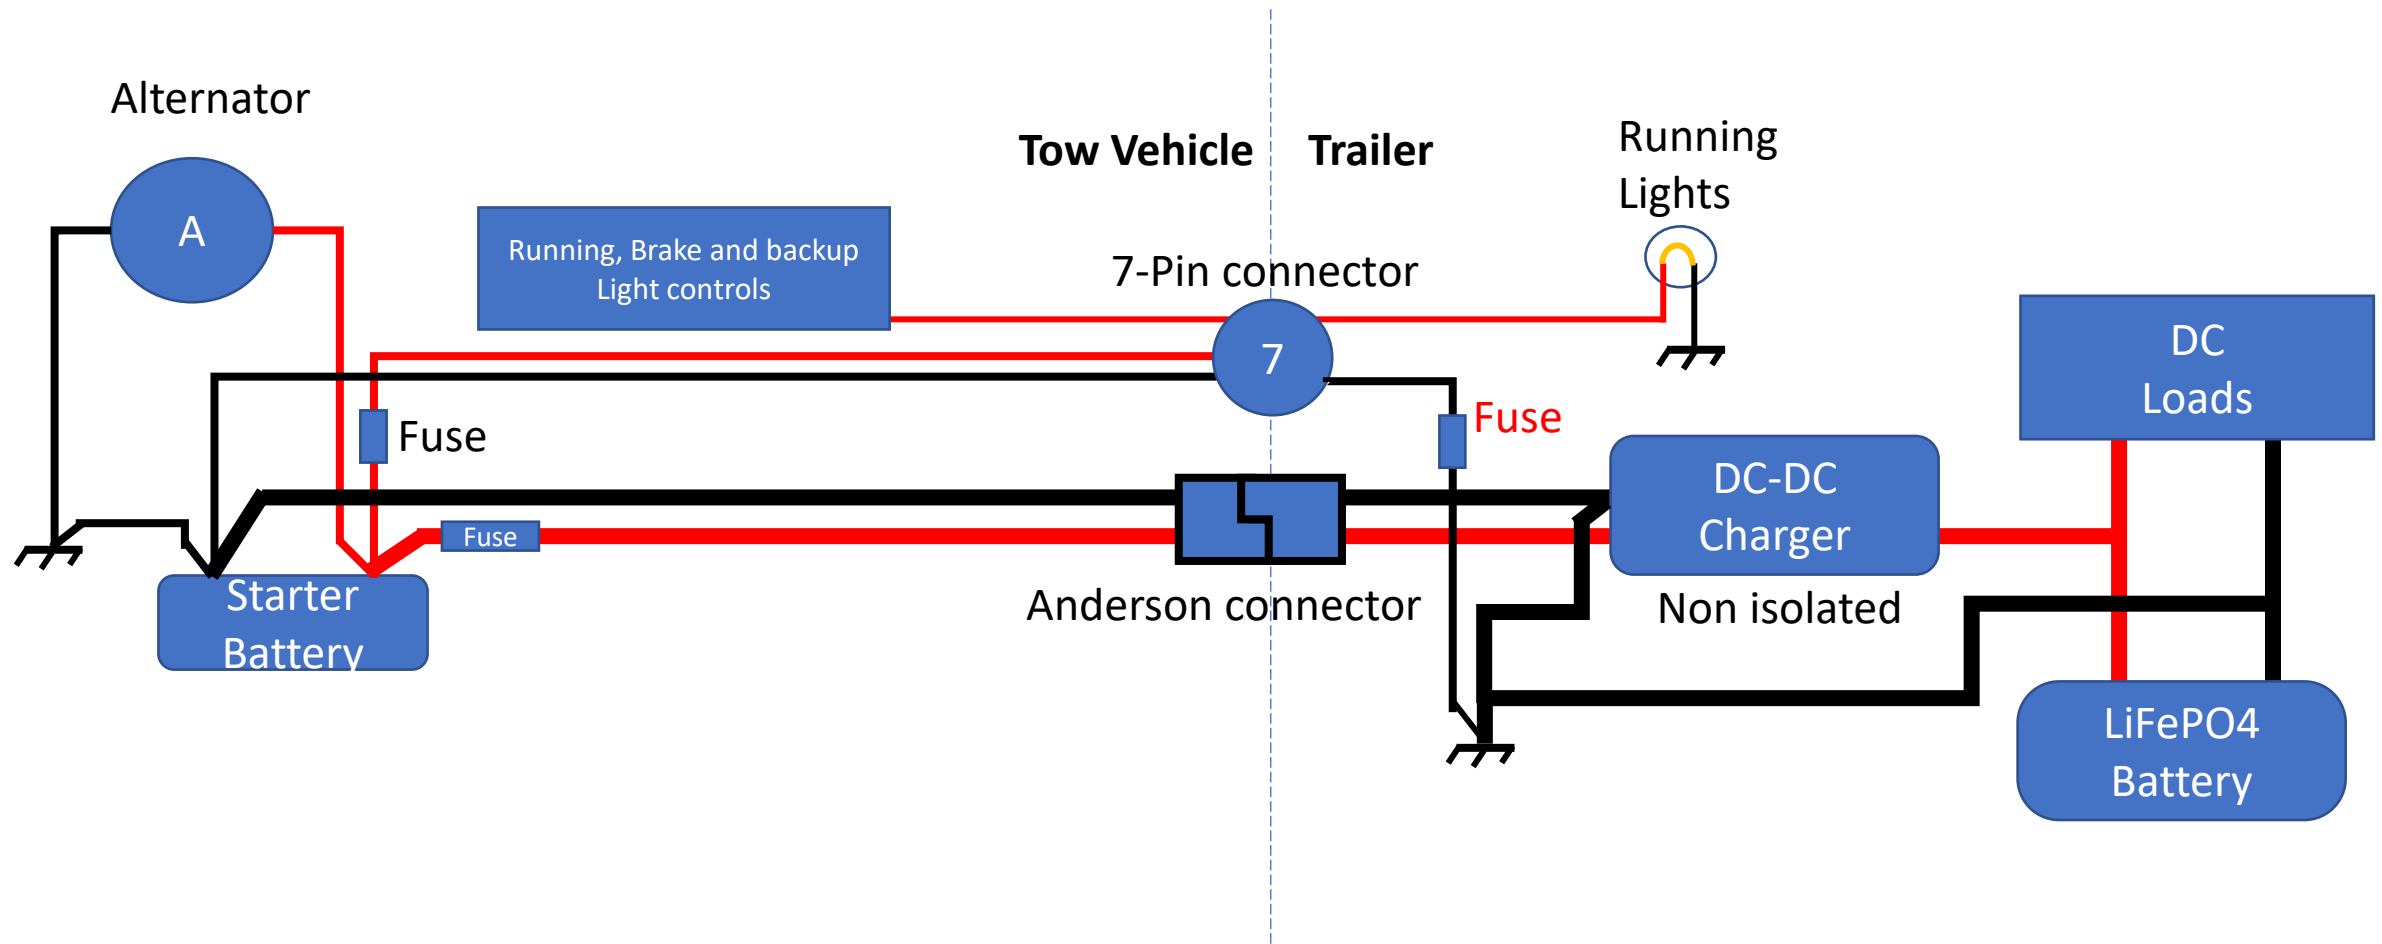 Alternator
A
Tow Vehicle
Trailer
Running
Lights
Running, Brake and backup
Light controls
7-Pin connector
7
DC
Loads
Fuse
Fuse
DC-DC
Charger
Fuse
Starter
Battery
Anderson connector
Non isolated
LiFePO4
Battery